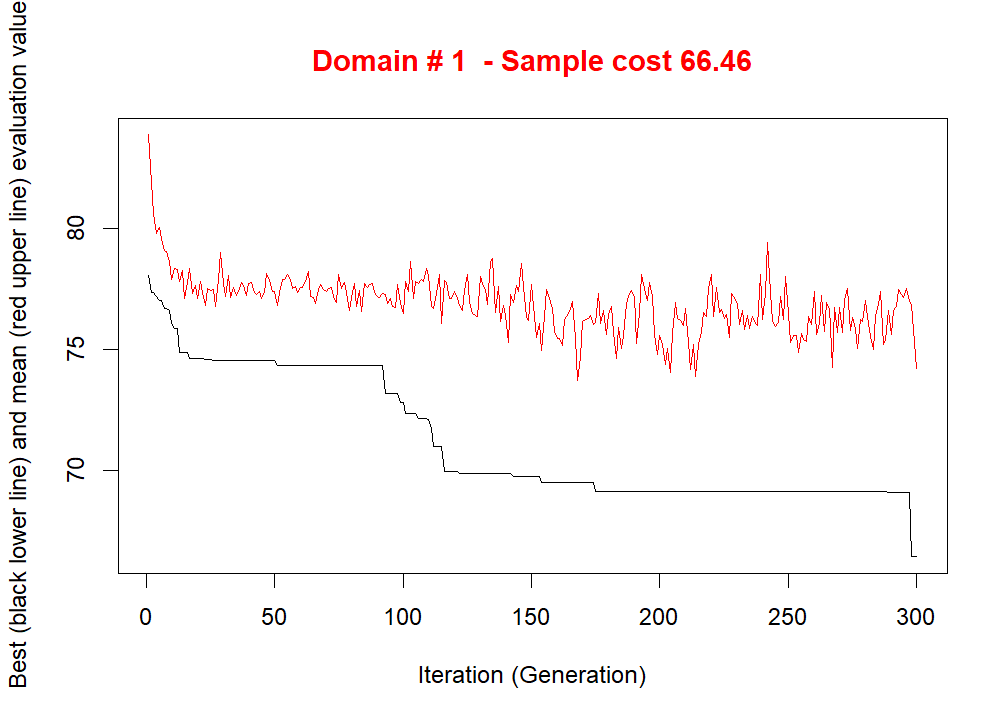 Domain # 1  - Sample cost 66.46
Best (black lower line) and mean (red upper line) evaluation value
80
75
70
0 50 100 150 200 250 300
Iteration (Generation)